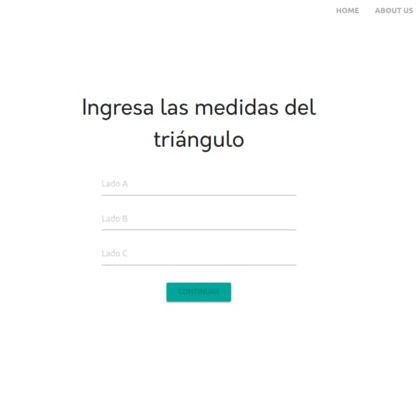 HOME ABOUT US
Ingresa las medidas del
triángulo
Lado A
Lado B
Lado C
CONTINUAR